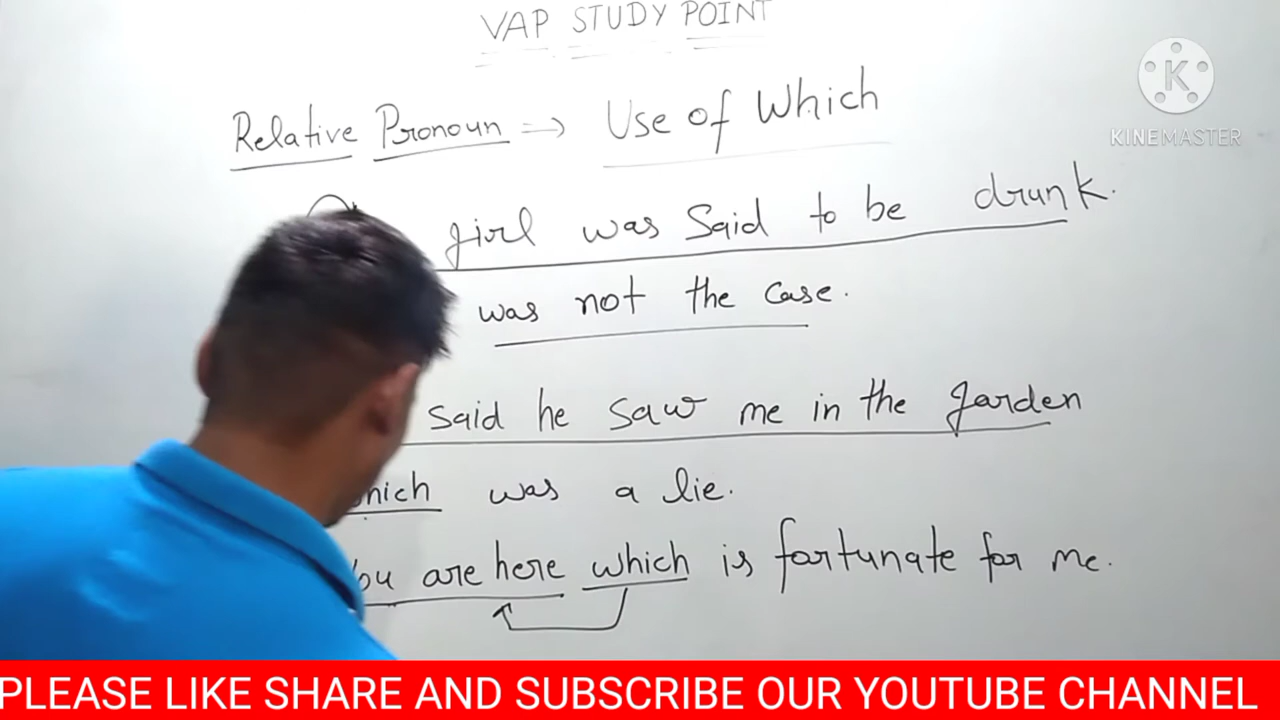 VAP STUDY POINT
Relative Pronoun => Use of Which
girl was Said to be drunk.
was not the case.
said he saw me in the garden
which was a lie.
You are here which is fortunate for me.
K
KINEMASTER
PLEASE LIKE SHARE AND SUBSCRIBE OUR YOUTUBE CHANNEL